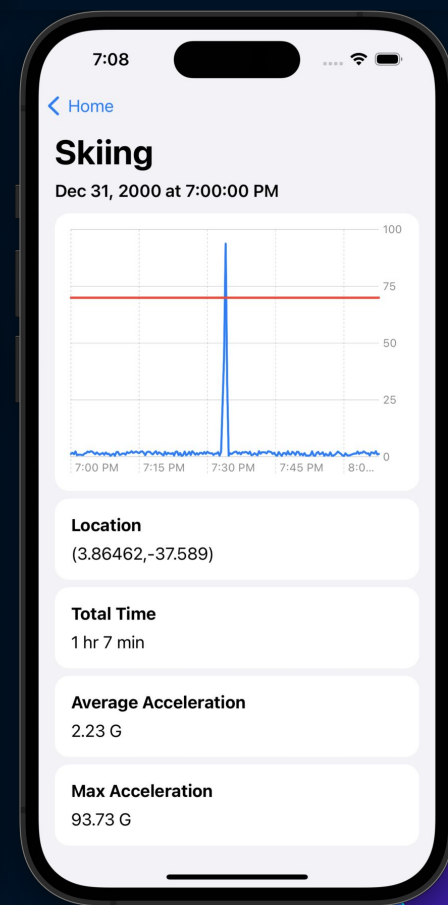 7:08
Home
Skiing
Dec 31, 2000 at 7:00:00 PM
100
75
50
25
0
7:00 PM 7:15 PM 7:30 PM 7:45 PM 8:0...
Location
(3.86462,-37.589)
Total Time
1 hr 7 min
Average Acceleration
2.23 G
Max Acceleration
93.73 G